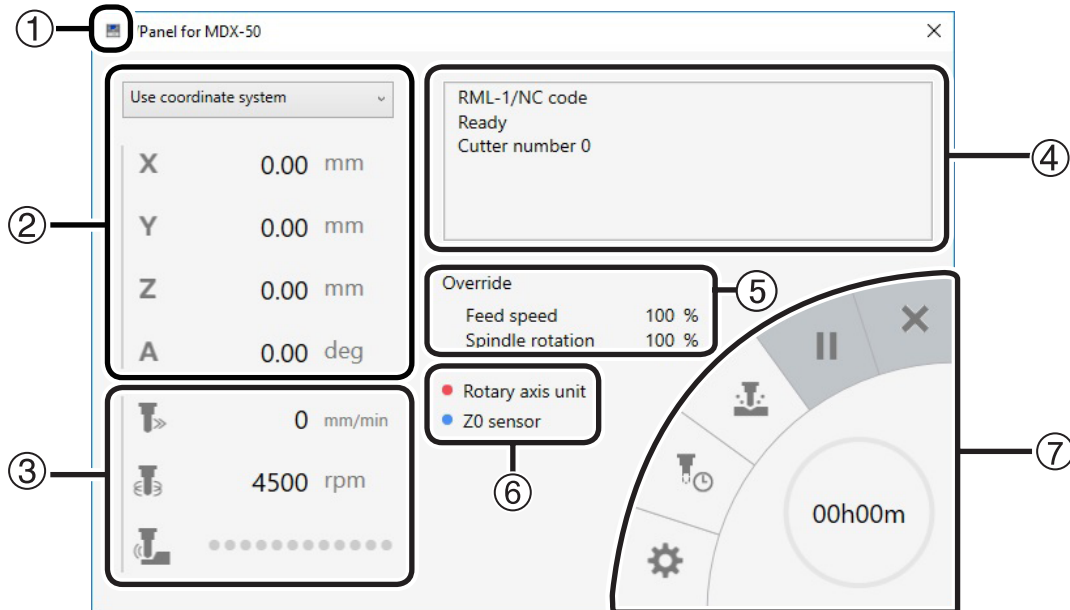 ①
/Panel for MDX-50
②
Use coordinate system
X 0.00 mm
Y 0.00 mm
Z 0.00 mm
A 0.00 deg
③
0 mm/min
4500 rpm
④
RML-1/NC code
Ready
Cutter number 0
⑤
Override
Feed speed 100 %
Spindle rotation 100 %
⑥
Rotary axis unit
Z0 sensor
⑦
00h00m